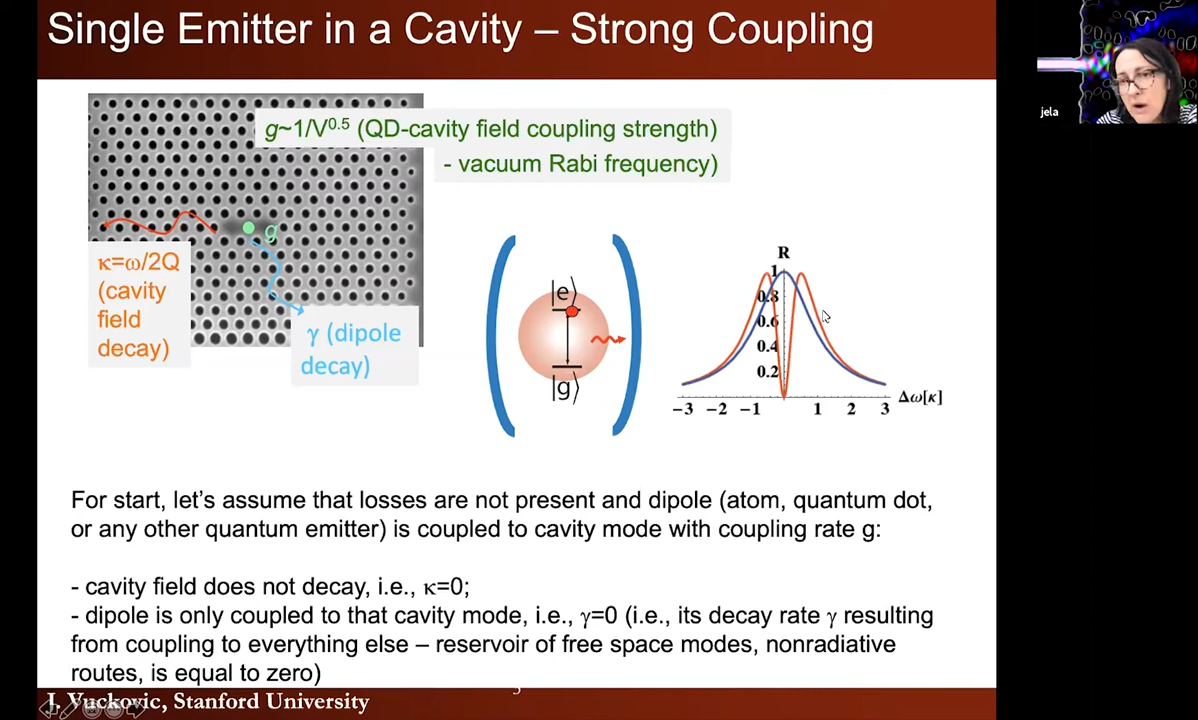 Single Emitter in a Cavity – Strong Coupling
g~1/V^0.5 (QD-cavity field coupling strength)
- vacuum Rabi frequency)
g
κ=ω/2Q
(cavity
field
decay)
γ (dipole
decay)
|e⟩
|g⟩
R
1
0.8
0.6
0.4
0.2
−3 −2 −1 1 2 3
Δω[κ]
For start, let’s assume that losses are not present and dipole (atom, quantum dot,
or any other quantum emitter) is coupled to cavity mode with coupling rate g:
- cavity field does not decay, i.e., κ=0;
- dipole is only coupled to that cavity mode, i.e., γ=0 (i.e., its decay rate γ resulting
from coupling to everything else – reservoir of free space modes, nonradiative
routes, is equal to zero)
J. Vuckovic, Stanford University
jela